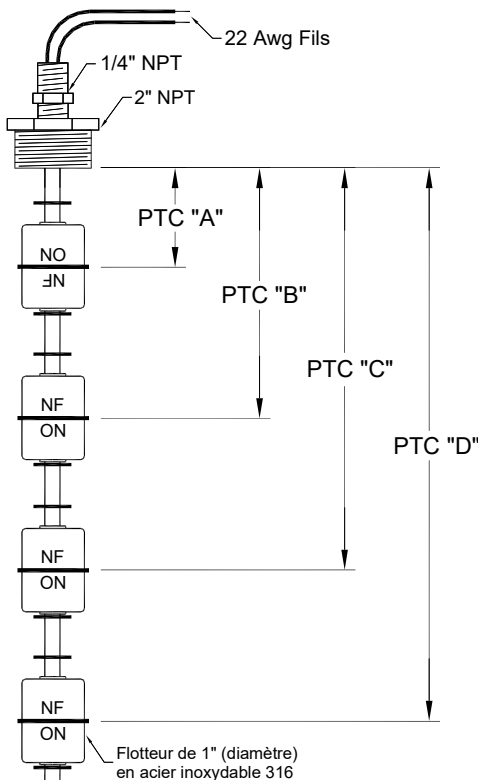 22 Awg Fils
1/4" NPT
2" NPT
PTC "A"
NO
NF
PTC "B"
PTC "C"
NF
ON
PTC "D"
NF
ON
NF
ON
Flotteur de 1" (diamètre)
en acier inoxydable 316